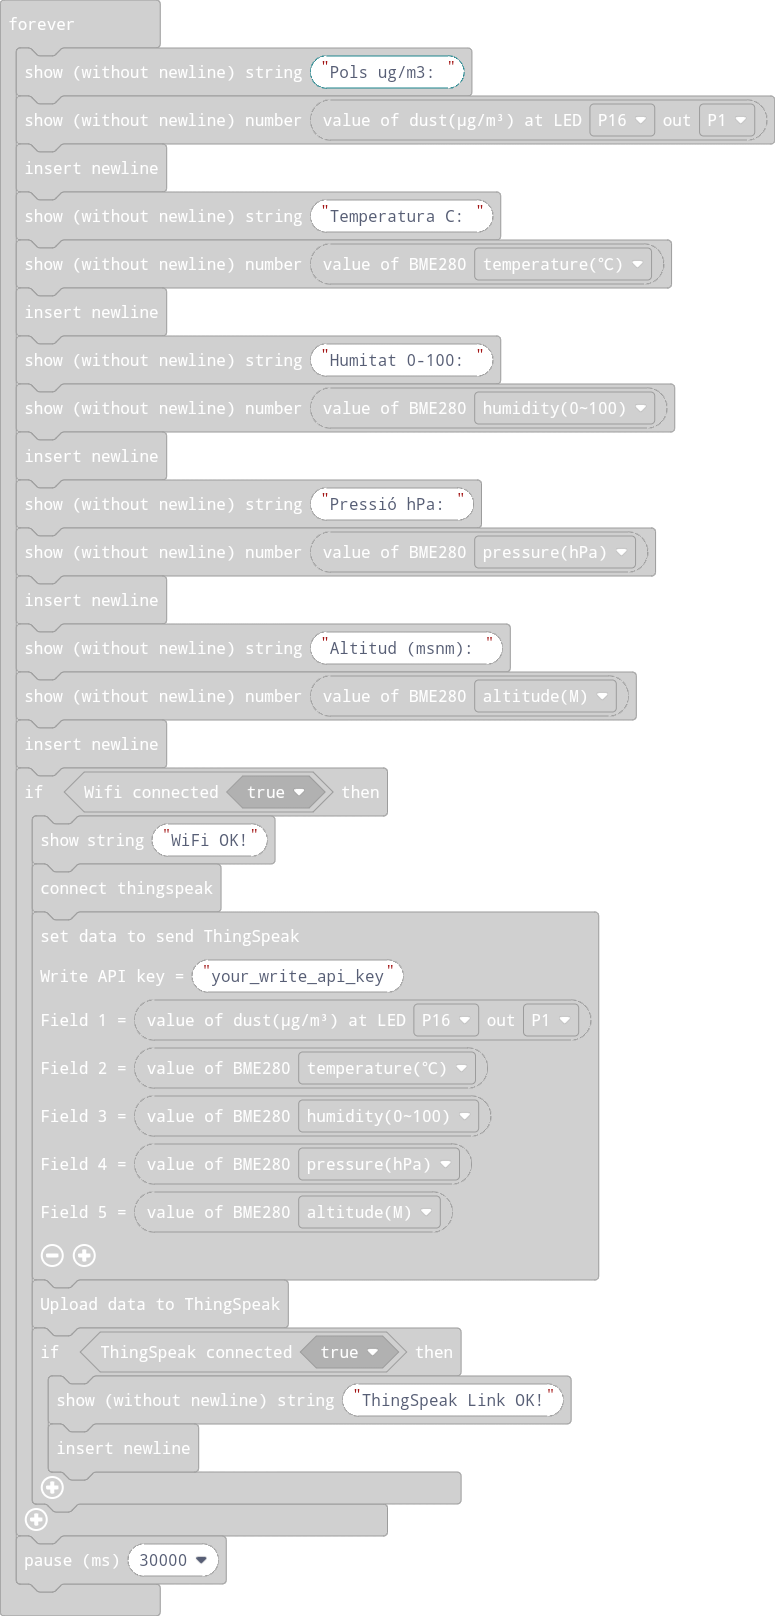 forever
show (without newline) string "Pols ug/m3: "
show (without newline) number value of dust(μg/m³) at LED P16 out P1
insert newline
show (without newline) string "Temperatura C: "
show (without newline) number value of BME280 temperature(℃)
insert newline
show (without newline) string "Humitat 0-100: "
show (without newline) number value of BME280 humidity(0~100)
insert newline
show (without newline) string "Pressió hPa: "
show (without newline) number value of BME280 pressure(hPa)
insert newline
show (without newline) string "Altitud (msnm): "
show (without newline) number value of BME280 altitude(M)
insert newline
if Wifi connected true then
show string "WiFi OK!"
connect thingspeak
set data to send ThingSpeak
Write API key = "your_write_api_key"
Field 1 = value of dust(μg/m³) at LED P16 out P1
Field 2 = value of BME280 temperature(℃)
Field 3 = value of BME280 humidity(0~100)
Field 4 = value of BME280 pressure(hPa)
Field 5 = value of BME280 altitude(M)
Upload data to ThingSpeak
if ThingSpeak connected true then
show (without newline) string "ThingSpeak Link OK!"
insert newline
pause (ms) 30000